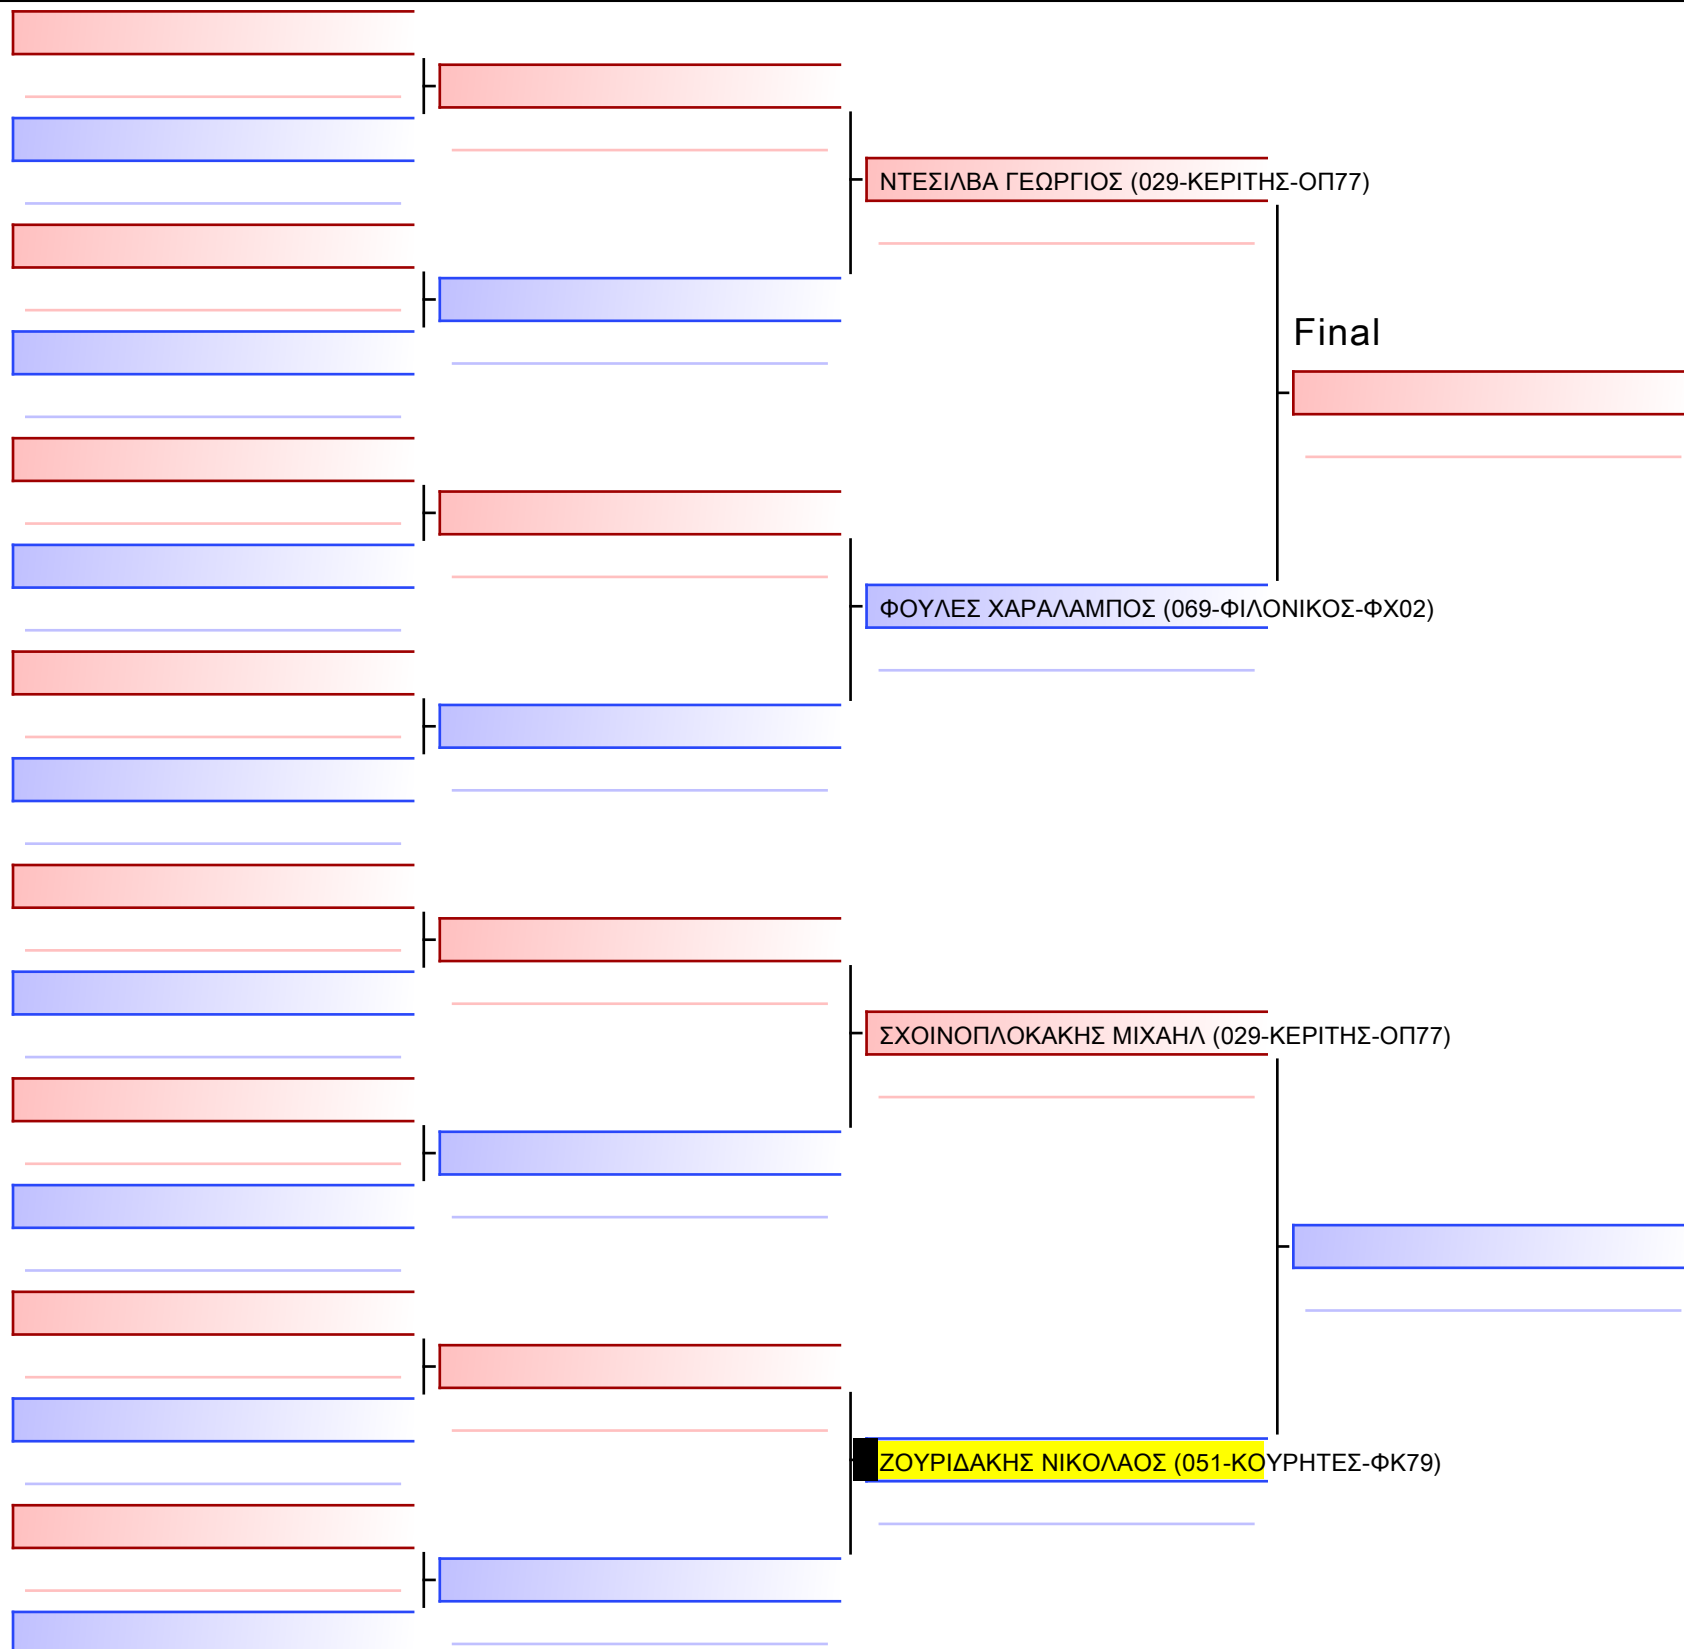 ΝΤΕΣΙΛΒΑ ΓΕΩΡΓΙΟΣ (029-ΚΕΡΙΤΗΣ-ΟΠ77)
Final
ΦΟΥΛΕΣ ΧΑΡΑΛΑΜΠΟΣ (069-ΦΙΛΟΝΙΚΟΣ-ΦΧ02)
ΣΧΟΙΝΟΠΛΟΚΑΚΗΣ ΜΙΧΑΗΛ (029-ΚΕΡΙΤΗΣ-ΟΠ77)
ΖΟΥΡΙΔΑΚΗΣ ΝΙΚΟΛΑΟΣ (051-ΚΟΥΡΗΤΕΣ-ΦΚ79)